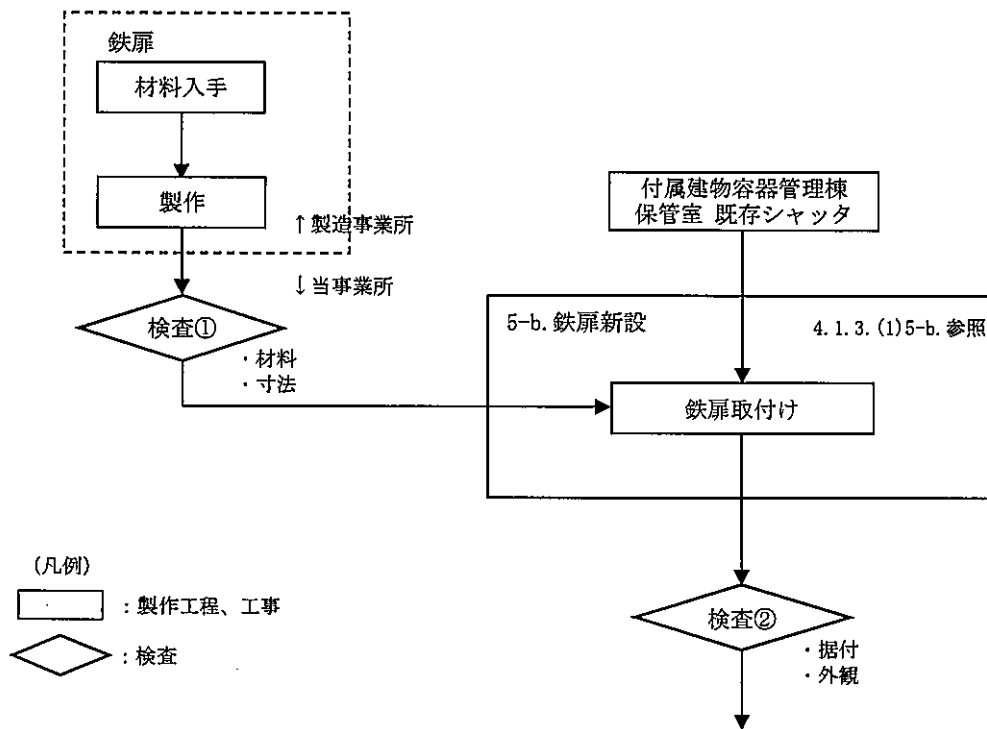 鉄扉
材料入手
製作
↑製造事業所
↓当事業所
検査①
・材料
・寸法
付属建物容器管理棟
保管室 既存シャッタ
5-b. 鉄扉新設
4.1.3.(1)5-b. 参照
鉄扉取付け
検査②
・据付
・外観
(凡例)
：製作工程、工事
：検査